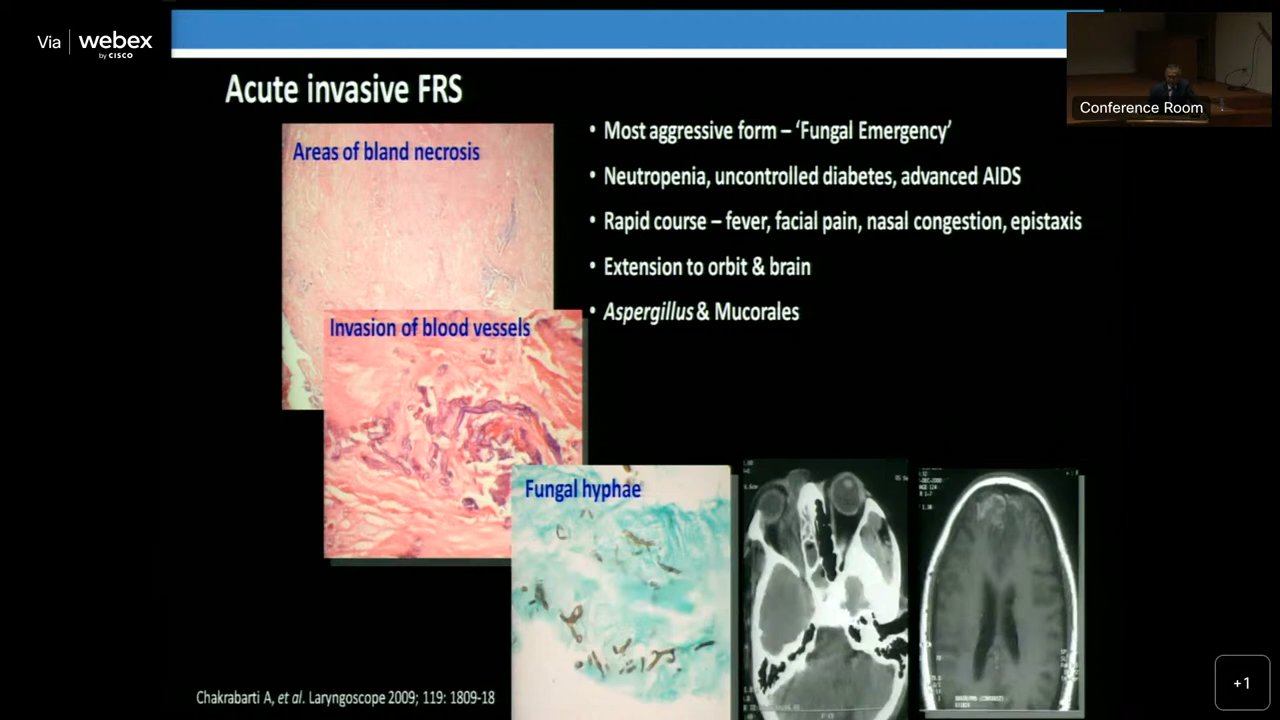 Via webex
by CISCO
Conference Room
Acute invasive FRS
Areas of bland necrosis
Invasion of blood vessels
Fungal hyphae
• Most aggressive form – ‘Fungal Emergency’
• Neutropenia, uncontrolled diabetes, advanced AIDS
• Rapid course – fever, facial pain, nasal congestion, epistaxis
• Extension to orbit & brain
• Aspergillus & Mucorales
Chakrabarti A, et al. Laryngoscope 2009; 119: 1809-18
+1